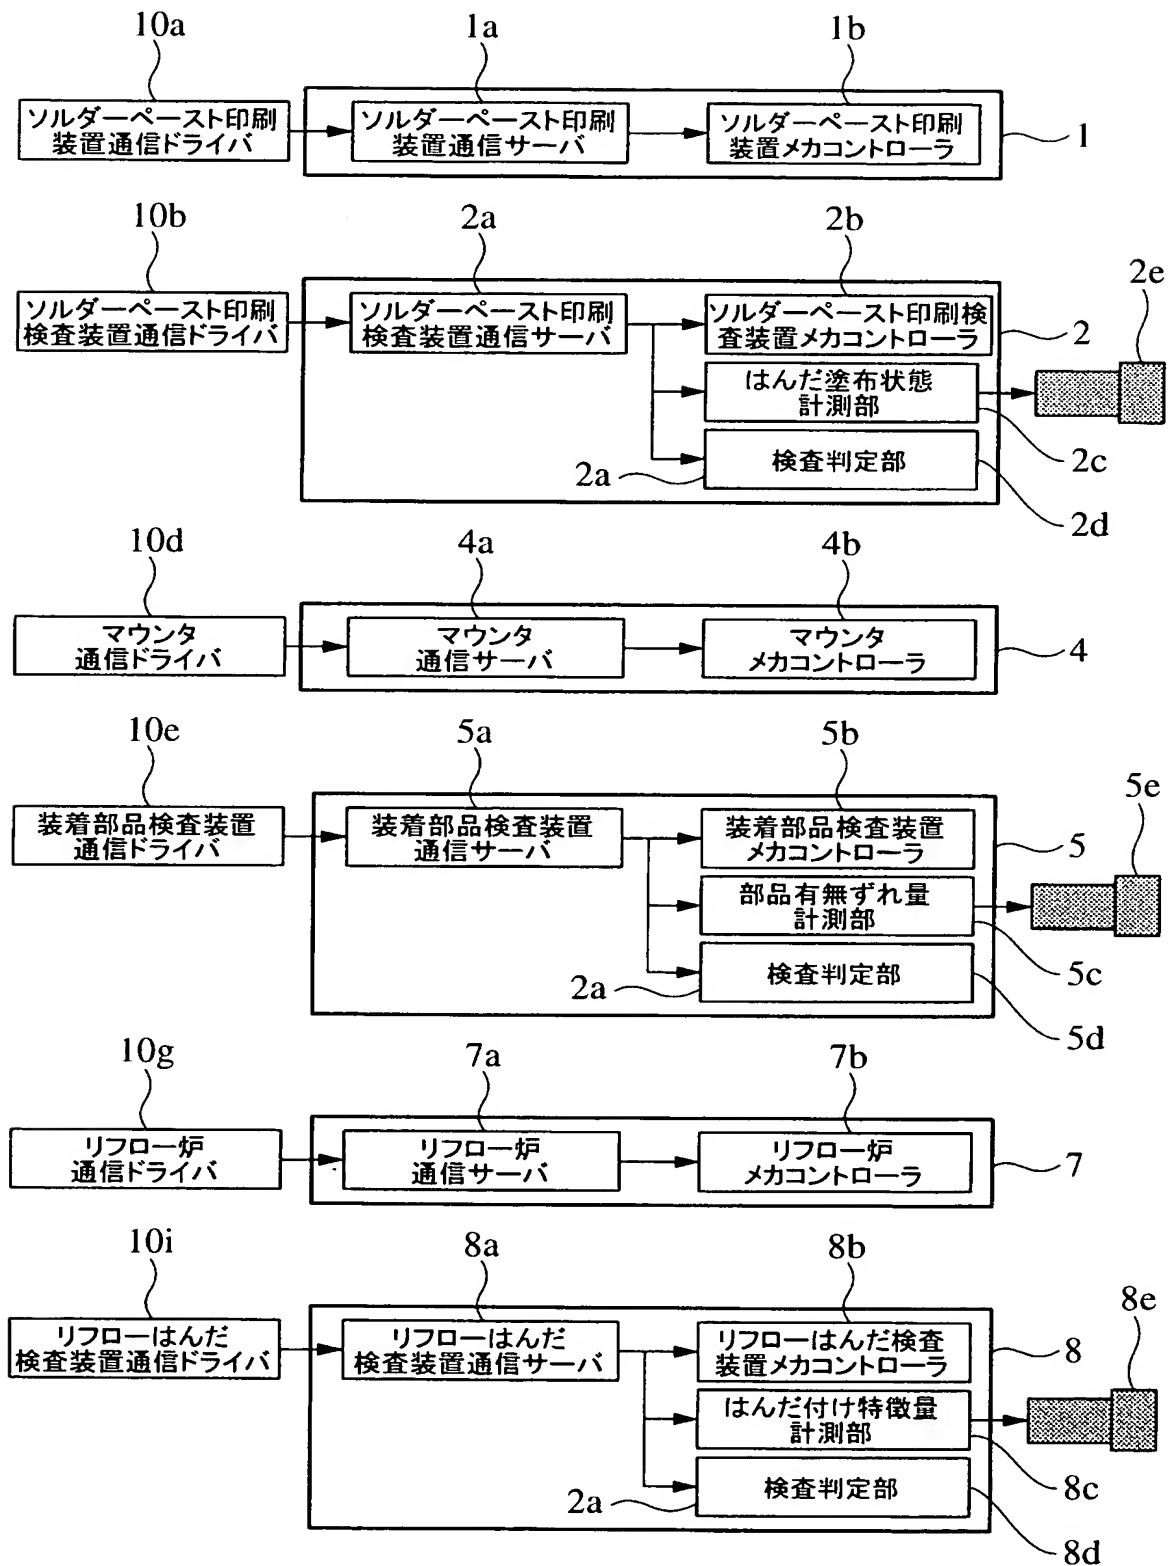 10a
1a
1b
ソルダーペースト印刷
装置通信ドライバ
ソルダーペースト印刷
装置通信サーバ
ソルダーペースト印刷
装置メカコントローラ
1
10b
2a
2b
2e
ソルダーペースト印刷
検査装置通信ドライバ
ソルダーペースト印刷
検査装置通信サーバ
ソルダーペースト印刷検
査装置メカコントローラ
2
はんだ塗布状態
計測部
2c
2a
検査判定部
2d
10d
4a
4b
マウンタ
通信ドライバ
マウンタ
通信サーバ
マウンタ
メカコントローラ
4
10e
5a
5b
5e
装着部品検査装置
通信ドライバ
装着部品検査装置
通信サーバ
装着部品検査装置
メカコントローラ
5
部品有無ずれ量
計測部
5c
2a
検査判定部
5d
10g
7a
7b
リフロー炉
通信ドライバ
リフロー炉
通信サーバ
リフロー炉
メカコントローラ
7
10i
8a
8b
8e
リフローはんだ
検査装置通信ドライバ
リフローはんだ
検査装置通信サーバ
リフローはんだ検査
装置メカコントローラ
8
はんだ付け特徴量
計測部
8c
2a
検査判定部
8d